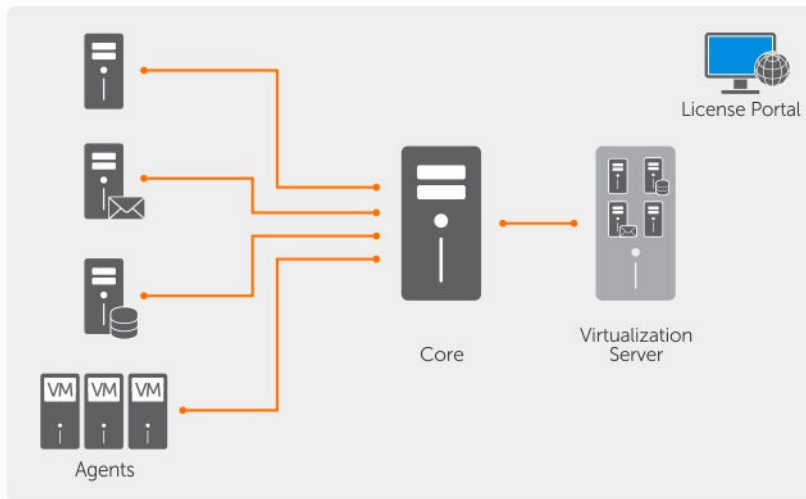 License Portal
Core
Virtualization
Server
VM VM VM
Agents